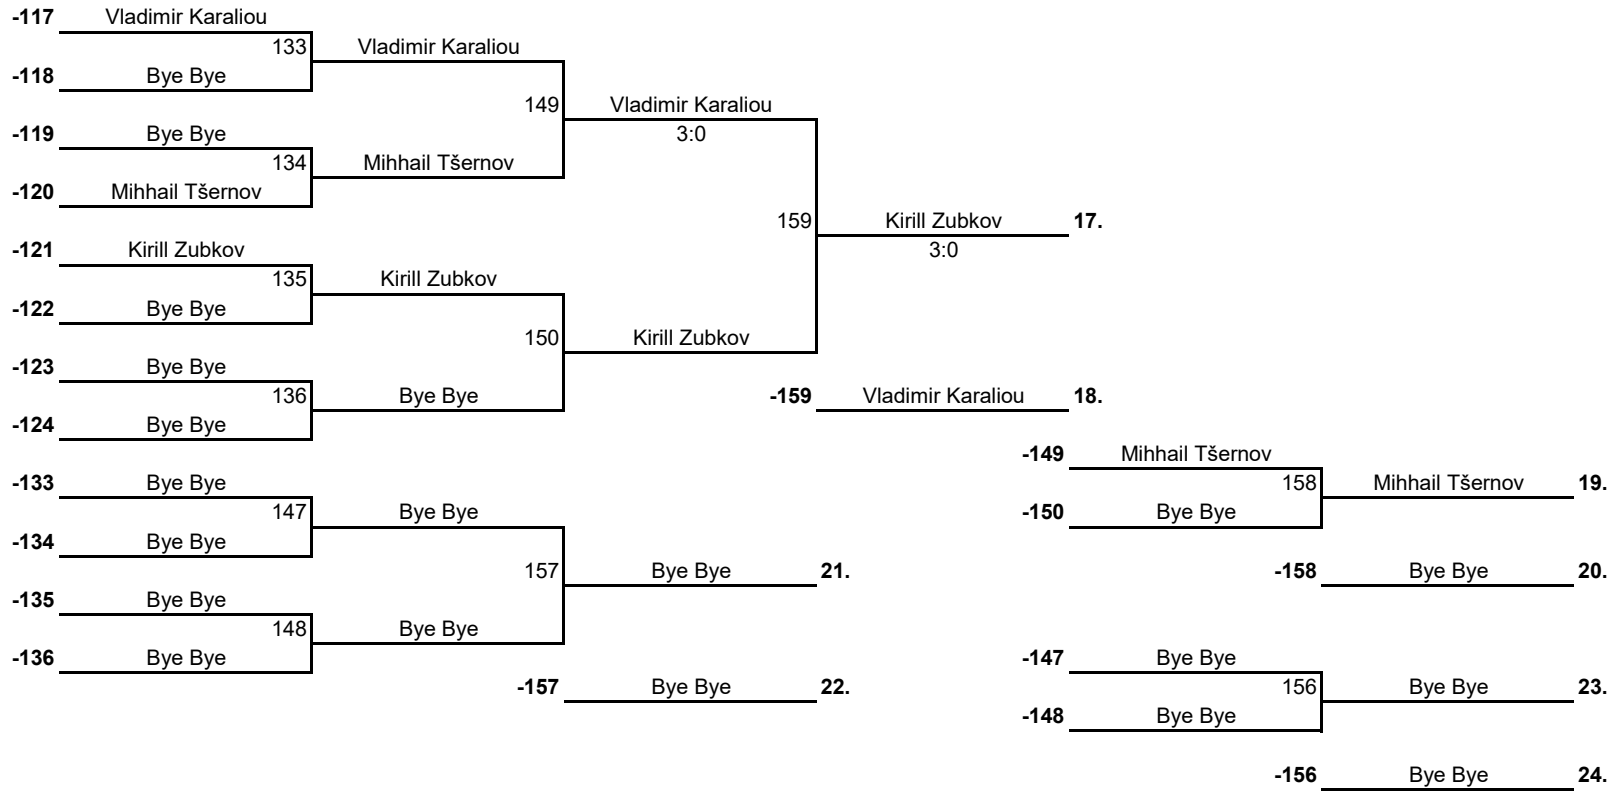 -117 Vladimir Karaliou
133 Vladimir Karaliou
-118 Bye Bye
149 Vladimir Karaliou
-119 Bye Bye
3:0
134 Mihhail Tšernov
-120 Mihhail Tšernov
159 Kirill Zubkov 17.
-121 Kirill Zubkov
3:0
135 Kirill Zubkov
-122 Bye Bye
150 Kirill Zubkov
-123 Bye Bye
136 Bye Bye
-159 Vladimir Karaliou 18.
-124 Bye Bye
-149 Mihhail Tšernov
-133 Bye Bye
158 Mihhail Tšernov 19.
147 Bye Bye
-150 Bye Bye
-134 Bye Bye
157 Bye Bye 21.
-158 Bye Bye 20.
-135 Bye Bye
148 Bye Bye
-136 Bye Bye
-147 Bye Bye
-157 Bye Bye 22.
156 Bye Bye 23.
-148 Bye Bye
-156 Bye Bye 24.